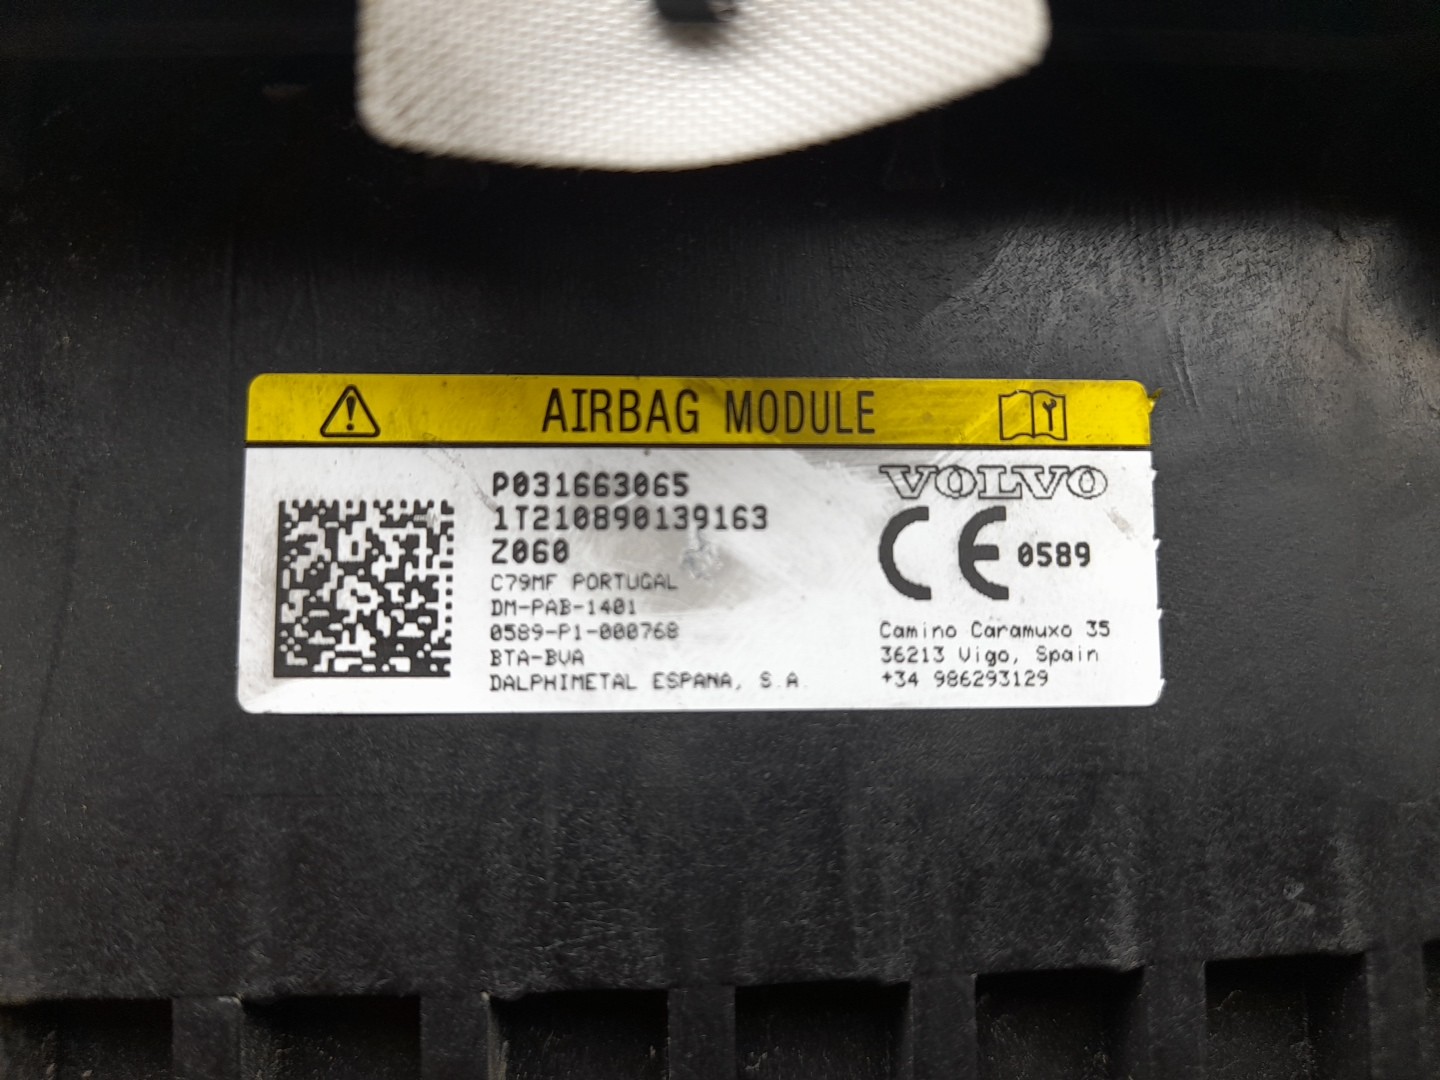 AIRBAG MODULE
P031663065
1T210890139163
Z060
C79MF PORTUGAL
DM-PAB-1401
0589-P1-000768
BTA-BVA
DALPHIMETAL ESPANA, S.A.
VOLVO
CE 0589
Camino Caramuxo 35
36213 Vigo, Spain
+34 986293129